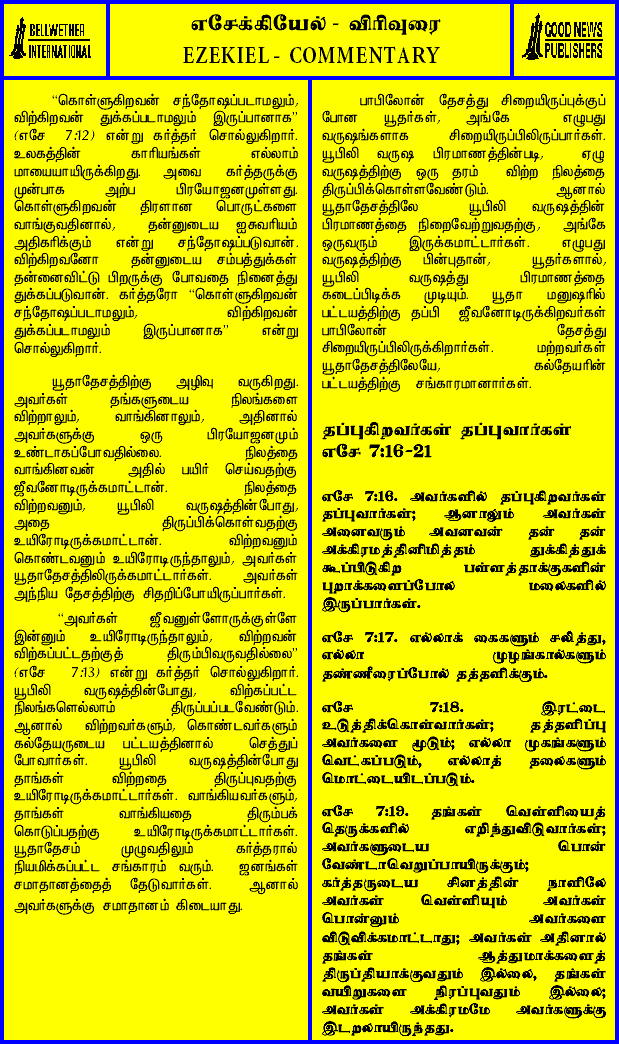 BELLWETHER
INTERNATIONAL
எசேக்கியேல் - விரிவுரை
EZEKIEL - COMMENTARY
GOOD NEWS
PUBLISHERS
“கொள்ளுகிறவன் சந்தோஷப்படாமலும்,
விற்கிறவன் துக்கப்படாமலும் இருப்பானாக”
(எசே 7:12) என்று கர்த்தர் சொல்லுகிறார்.
உலகத்தின் காரியங்கள் எல்லாம்
மாயையாயிருக்கிறது. அவை கர்த்தருக்கு
முன்பாக அற்ப பிரயோஜனமுள்ளது.
கொள்ளுகிறவன் திரளான பொருட்களை
வாங்குவதினால், தன்னுடைய ஐசுவரியம்
அதிகரிக்கும் என்று சந்தோஷப்படுவான்.
விற்கிறவனோ தன்னுடைய சம்பத்துக்கள்
தன்னைவிட்டு பிறருக்கு போவதை நினைத்து
துக்கப்படுவான். கர்த்தரோ “கொள்ளுகிறவன்
சந்தோஷப்படாமலும், விற்கிறவன்
துக்கப்படாமலும் இருப்பானாக” என்று
சொல்லுகிறார்.
யூதாதேசத்திற்கு அழிவு வருகிறது.
அவர்கள் தங்களுடைய நிலங்களை
விற்றாலும், வாங்கினாலும், அதினால்
அவர்களுக்கு ஒரு பிரயோஜனமும்
உண்டாகப்போவதில்லை. நிலத்தை
வாங்கினவன் அதில் பயிர் செய்வதற்கு
ஜீவனோடிருக்கமாட்டான். நிலத்தை
விற்றவனும், யூபிலி வருஷத்தின்போது,
அதை திருப்பிக்கொள்வதற்கு
உயிரோடிருக்கமாட்டான். விற்றவனும்
கொண்டவனும் உயிரோடிருந்தாலும், அவர்கள்
யூதாதேசத்திலிருக்கமாட்டார்கள். அவர்கள்
அந்நிய தேசத்திற்கு சிதறிப்போயிருப்பார்கள்.
“அவர்கள் ஜீவனுள்ளோருக்குள்ளே
இன்னும் உயிரோடிருந்தாலும், விற்றவன்
விற்கப்பட்டதற்குத் திரும்பிவருவதில்லை”
(எசே 7:13) என்று கர்த்தர் சொல்லுகிறார்.
யூபிலி வருஷத்தின்போது, விற்கப்பட்ட
நிலங்களெல்லாம் திருப்பப்படவேண்டும்.
ஆனால் விற்றவர்களும், கொண்டவர்களும்
கல்தேயருடைய பட்டயத்தினால் செத்துப்
போவார்கள். யூபிலி வருஷத்தின்போது
தாங்கள் விற்றதை திருப்புவதற்கு
உயிரோடிருக்கமாட்டார்கள். வாங்கியவர்களும்,
தாங்கள் வாங்கியதை திரும்பக்
கொடுப்பதற்கு உயிரோடிருக்கமாட்டார்கள்.
யூதாதேசம் முழுவதிலும் கர்த்தரால்
நியமிக்கப்பட்ட சங்காரம் வரும். ஜனங்கள்
சமாதானத்தைத் தேடுவார்கள். ஆனால்
அவர்களுக்கு சமாதானம் கிடையாது.
பாபிலோன் தேசத்து சிறையிருப்புக்குப்
போன யூதர்கள், அங்கே எழுபது
வருஷங்களாக சிறையிருப்பிலிருப்பார்கள்.
யூபிலி வருஷ பிரமாணத்தின்படி, ஏழு
வருஷத்திற்கு ஒரு தரம் விற்ற நிலத்தை
திருப்பிக்கொள்ளவேண்டும். ஆனால்
யூதாதேசத்திலே யூபிலி வருஷத்தின்
பிரமாணத்தை நிறைவேற்றுவதற்கு, அங்கே
ஒருவரும் இருக்கமாட்டார்கள். எழுபது
வருஷத்திற்கு பின்புதான், யூதர்களால்,
யூபிலி வருஷத்து பிரமாணத்தை
கடைப்பிடிக்க முடியும். யூதா மனுஷரில்
பட்டயத்திற்கு தப்பி ஜீவனோடிருக்கிறவர்கள்
பாபிலோன் தேசத்து
சிறையிருப்பிலிருக்கிறார்கள். மற்றவர்கள்
யூதாதேசத்திலேயே, கல்தேயரின்
பட்டயத்திற்கு சங்காரமானார்கள்.
தப்புகிறவர்கள் தப்புவார்கள்
எசே 7:16-21
எசே 7:16. அவர்களில் தப்புகிறவர்கள்
தப்புவார்கள்; ஆனாலும் அவர்கள்
அனைவரும் அவனவன் தன் தன்
அக்கிரமத்தினிமித்தம் துக்கித்துக்
கூப்பிடுகிற பள்ளத்தாக்குகளின்
புறாக்களைப்போல மலைகளில்
இருப்பார்கள்.
எசே 7:17. எல்லாக் கைகளும் சலித்து,
எல்லா முழங்கால்களும்
தண்ணீரைப்போல் தத்தளிக்கும்.
எசே 7:18. இரட்டை
உடுத்திக்கொள்வார்கள்; தத்தளிப்பு
அவர்களை மூடும்; எல்லா முகங்களும்
வெட்கப்படும், எல்லாத் தலைகளும்
மொட்டையிடப்படும்.
எசே 7:19. தங்கள் வெள்ளியைத்
தெருக்களில் எறிந்துவிடுவார்கள்;
அவர்களுடைய பொன்
வேண்டாவெறுப்பாயிருக்கும்;
கர்த்தருடைய சினத்தின் நாளிலே
அவர்கள் வெள்ளியும் அவர்கள்
பொன்னும் அவர்களை
விடுவிக்கமாட்டாது; அவர்கள் அதினால்
தங்கள் ஆத்துமாக்களைத்
திருப்தியாக்குவதும் இல்லை, தங்கள்
வயிறுகளை நிரப்புவதும் இல்லை;
அவர்கள் அக்கிரமமே அவர்களுக்கு
இடறலாயிருந்தது.